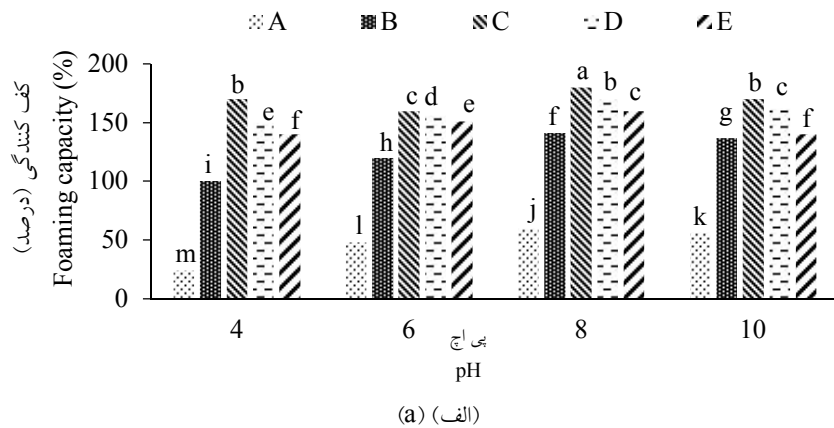 A B C D E
کف کنندگی (درصد)
Foaming capacity (%)
200
150
100
50
0
m i b e f
l h c d e
j f a b c
k g b c f
4 6 8 10
پی اچ
pH
(الف) (a)